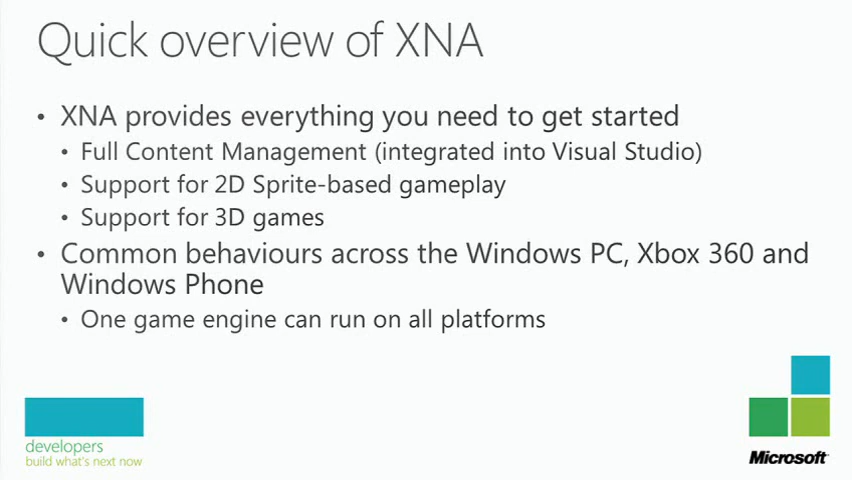 Quick overview of XNA
• XNA provides everything you need to get started
• Full Content Management (integrated into Visual Studio)
• Support for 2D Sprite-based gameplay
• Support for 3D games
• Common behaviours across the Windows PC, Xbox 360 and
Windows Phone
• One game engine can run on all platforms
developers
build what's next now
Microsoft